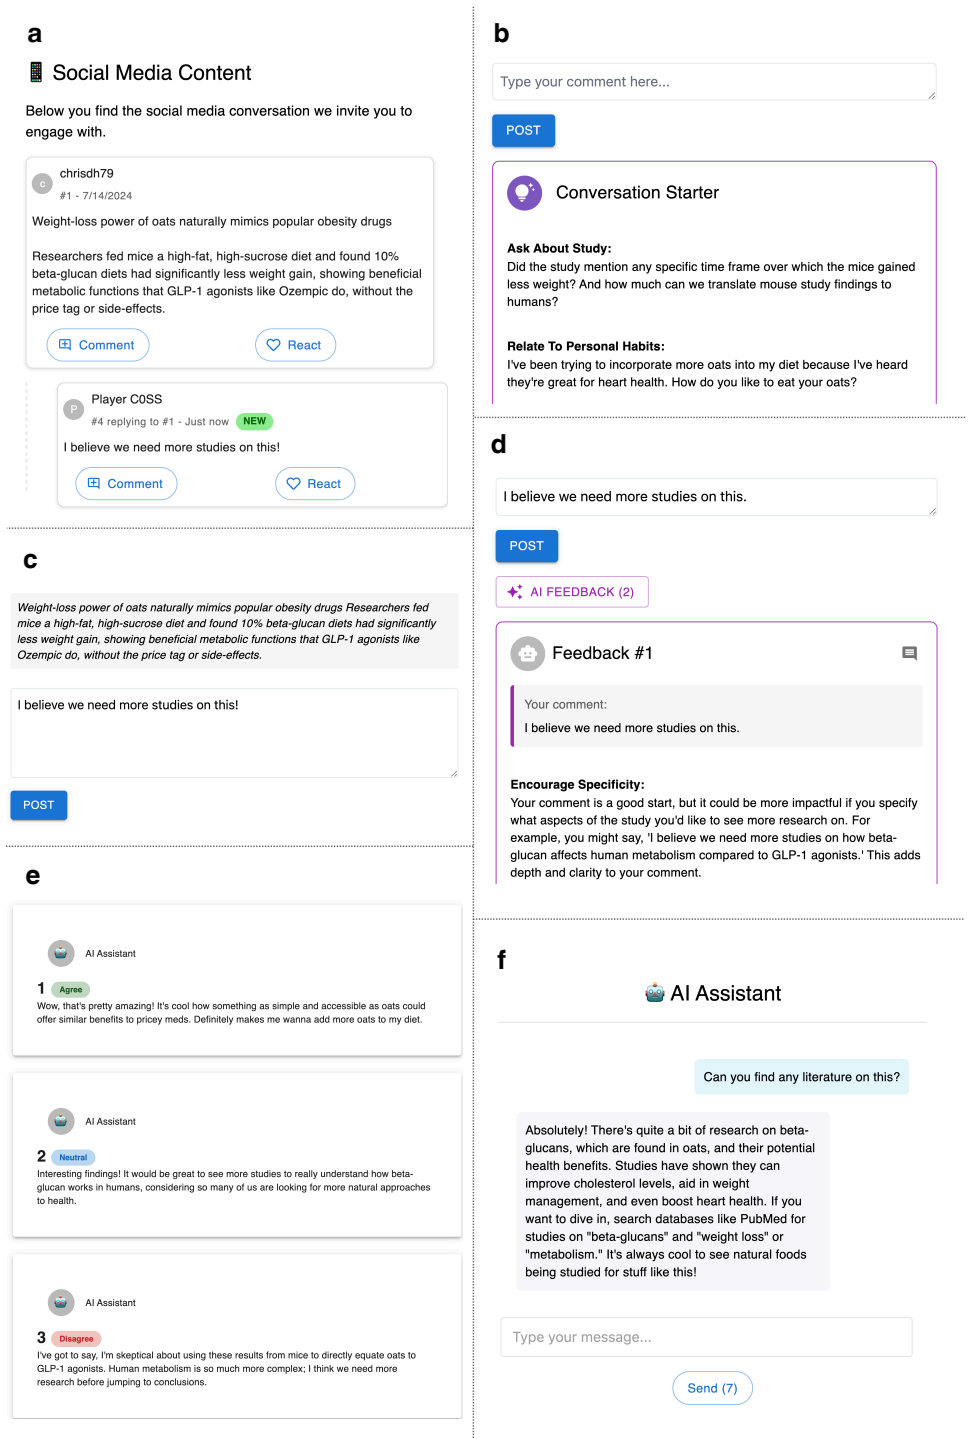 a
Social Media Content
Below you find the social media conversation we invite you to
engage with.
c
chrisdh79
#1 - 7/14/2024
Weight-loss power of oats naturally mimics popular obesity drugs
Researchers fed mice a high-fat, high-sucrose diet and found 10%
beta-glucan diets had significantly less weight gain, showing beneficial
metabolic functions that GLP-1 agonists like Ozempic do, without the
price tag or side-effects.
Comment
React
P
Player C0SS
#4 replying to #1 - Just now NEW
I believe we need more studies on this!
Comment
React
b
Type your comment here...
POST
Conversation Starter
Ask About Study:
Did the study mention any specific time frame over which the mice gained
less weight? And how much can we translate mouse study findings to
humans?
Relate To Personal Habits:
I've been trying to incorporate more oats into my diet because I've heard
they're great for heart health. How do you like to eat your oats?
c
Weight-loss power of oats naturally mimics popular obesity drugs Researchers fed
mice a high-fat, high-sucrose diet and found 10% beta-glucan diets had significantly
less weight gain, showing beneficial metabolic functions that GLP-1 agonists like
Ozempic do, without the price tag or side-effects.
I believe we need more studies on this!
POST
d
I believe we need more studies on this.
POST
AI FEEDBACK (2)
Feedback #1
Your comment:
I believe we need more studies on this.
Encourage Specificity:
Your comment is a good start, but it could be more impactful if you specify
what aspects of the study you'd like to see more research on. For
example, you might say, 'I believe we need more studies on how beta-
glucan affects human metabolism compared to GLP-1 agonists.' This adds
depth and clarity to your comment.
e
AI Assistant
1 Agree
Wow, that's pretty amazing! It's cool how something as simple and accessible as oats could
offer similar benefits to pricey meds. Definitely makes me wanna add more oats to my diet.
AI Assistant
2 Neutral
Interesting findings! It would be great to see more studies to really understand how beta-
glucan works in humans, considering so many of us are looking for more natural approaches
to health.
AI Assistant
3 Disagree
I've got to say, I'm skeptical about using these results from mice to directly equate oats to
GLP-1 agonists. Human metabolism is so much more complex; I think we need more
research before jumping to conclusions.
f
AI Assistant
Can you find any literature on this?
Absolutely! There's quite a bit of research on beta-
glucans, which are found in oats, and their potential
health benefits. Studies have shown they can
improve cholesterol levels, aid in weight
management, and even boost heart health. If you
want to dive in, search databases like PubMed for
studies on "beta-glucans" and "weight loss" or
"metabolism." It's always cool to see natural foods
being studied for stuff like this!
Type your message...
Send (7)